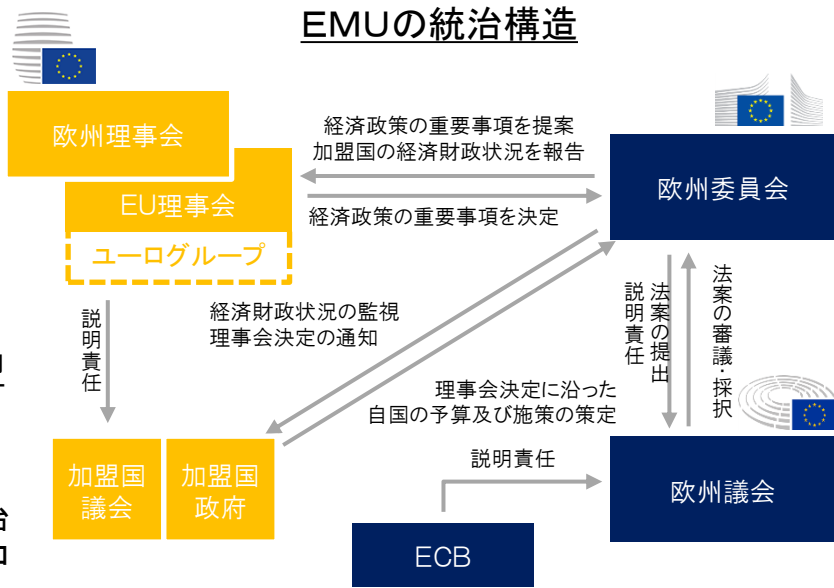 EMUの統治構造
欧州理事会
EU理事会
ユーログループ
経済政策の重要事項を提案
加盟国の経済財政状況を報告
経済政策の重要事項を決定
欧州委員会
説明責任
経済財政状況の監視
理事会決定の通知
理事会決定に沿った
自国の予算及び施策の策定
法案の提出
説明責任
法案の審議・採択
加盟国
議会
加盟国
政府
説明責任
欧州議会
ECB